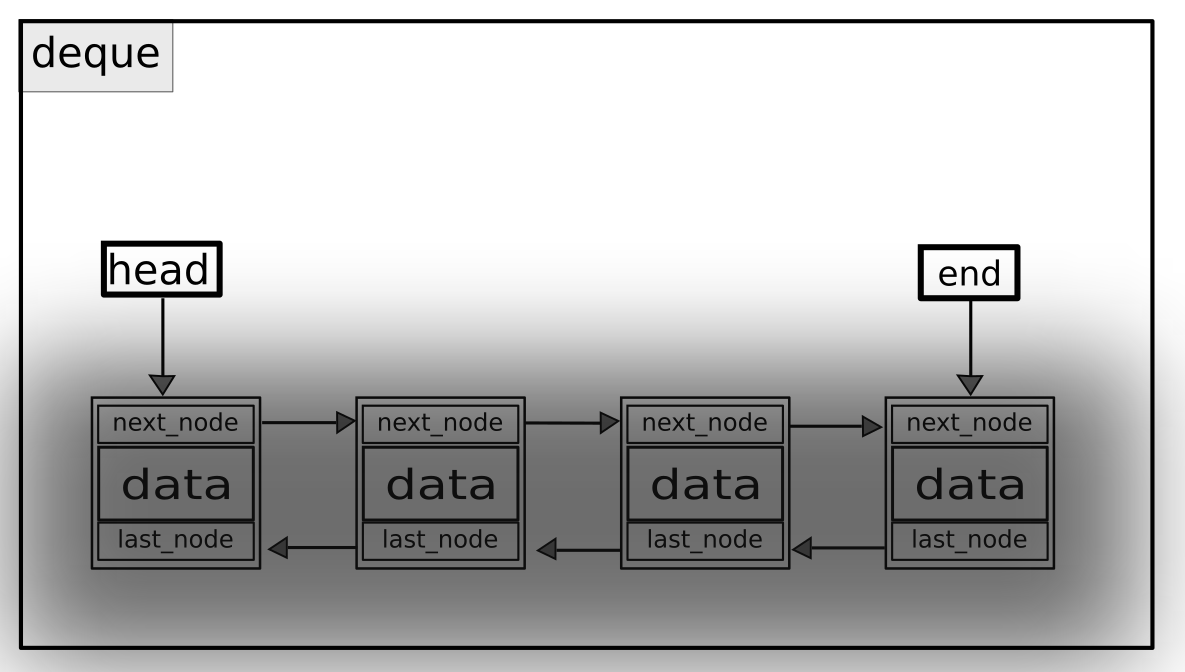 deque
head
end
next_node
data
last_node
next_node
data
last_node
next_node
data
last_node
next_node
data
last_node